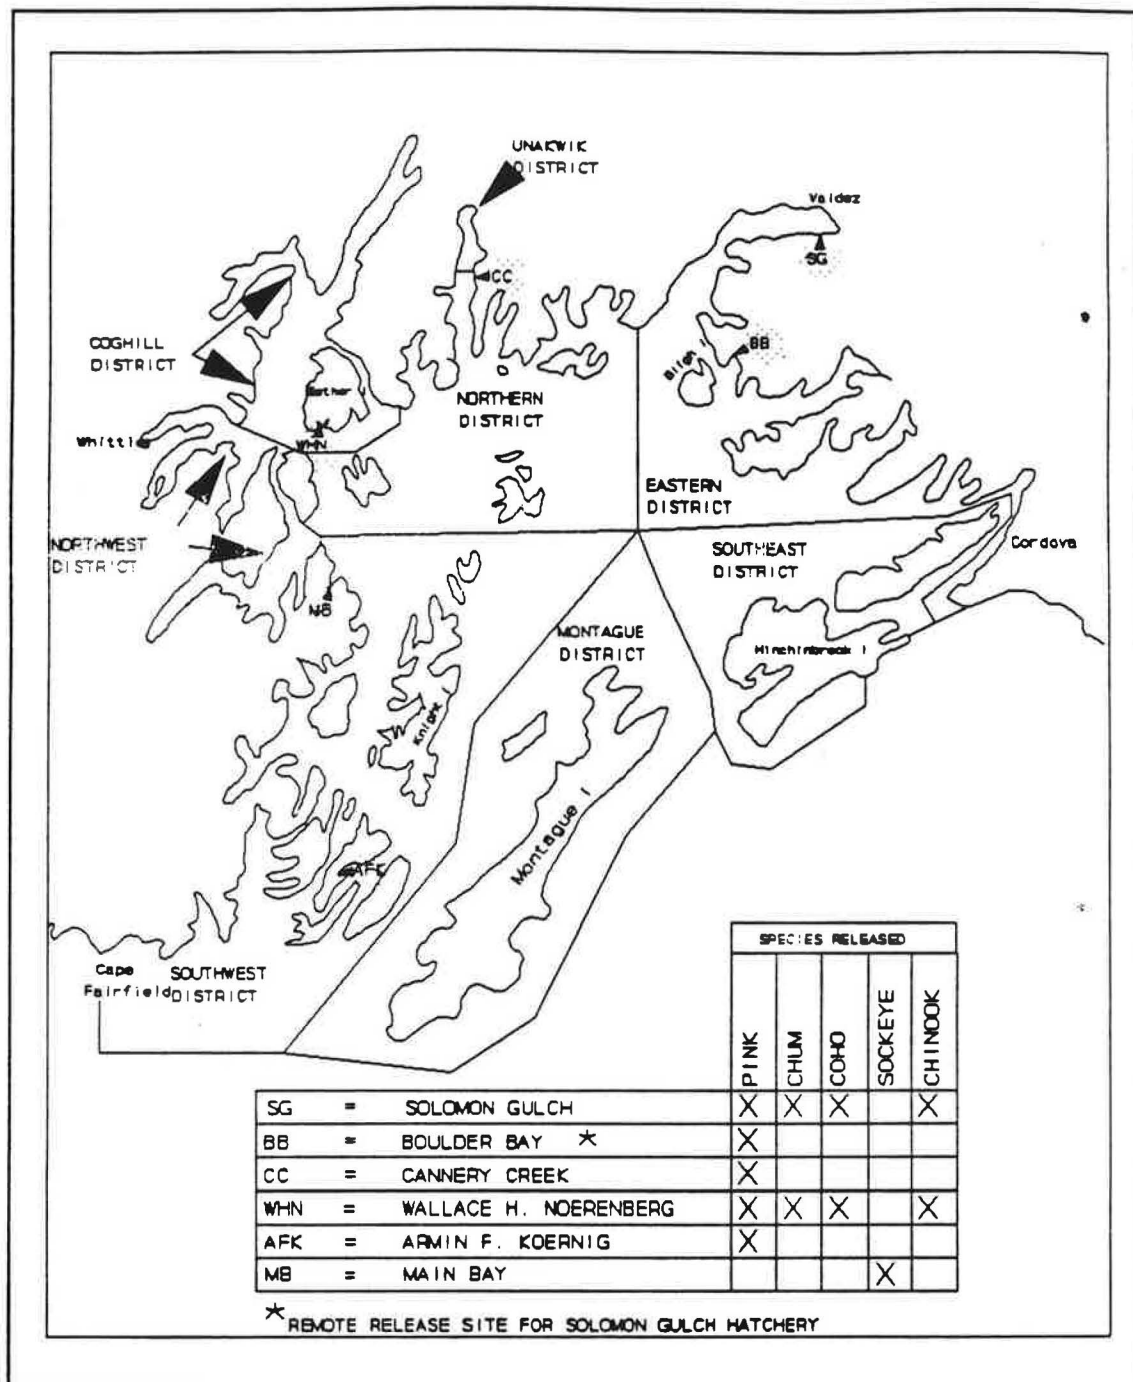 UNAKWIK
DISTRICT
Valdez
SG
CC
COGHILL
DISTRICT
BB
Bligh I
Esther I
NORTHERN
DISTRICT
Whittier
WHN
EASTERN
DISTRICT
NORTHWEST
DISTRICT
SOUTHEAST
DISTRICT
Cordova
MB
MONTAGUE
DISTRICT
Hinchinbrook I
Knight I
Montague I
AFK
Cape
Fairfield
SOUTHWEST
DISTRICT
SPECIES RELEASED
PINK CHUM COHO SOCKEYE CHINOOK
SG = SOLOMON GULCH X X X X
BB = BOULDER BAY * X
CC = CANNERY CREEK X
WHN = WALLACE H. NOERENBERG X X X X
AFK = ARMIN F. KOERNIG X
MB = MAIN BAY X
* REMOTE RELEASE SITE FOR SOLOMON GULCH HATCHERY